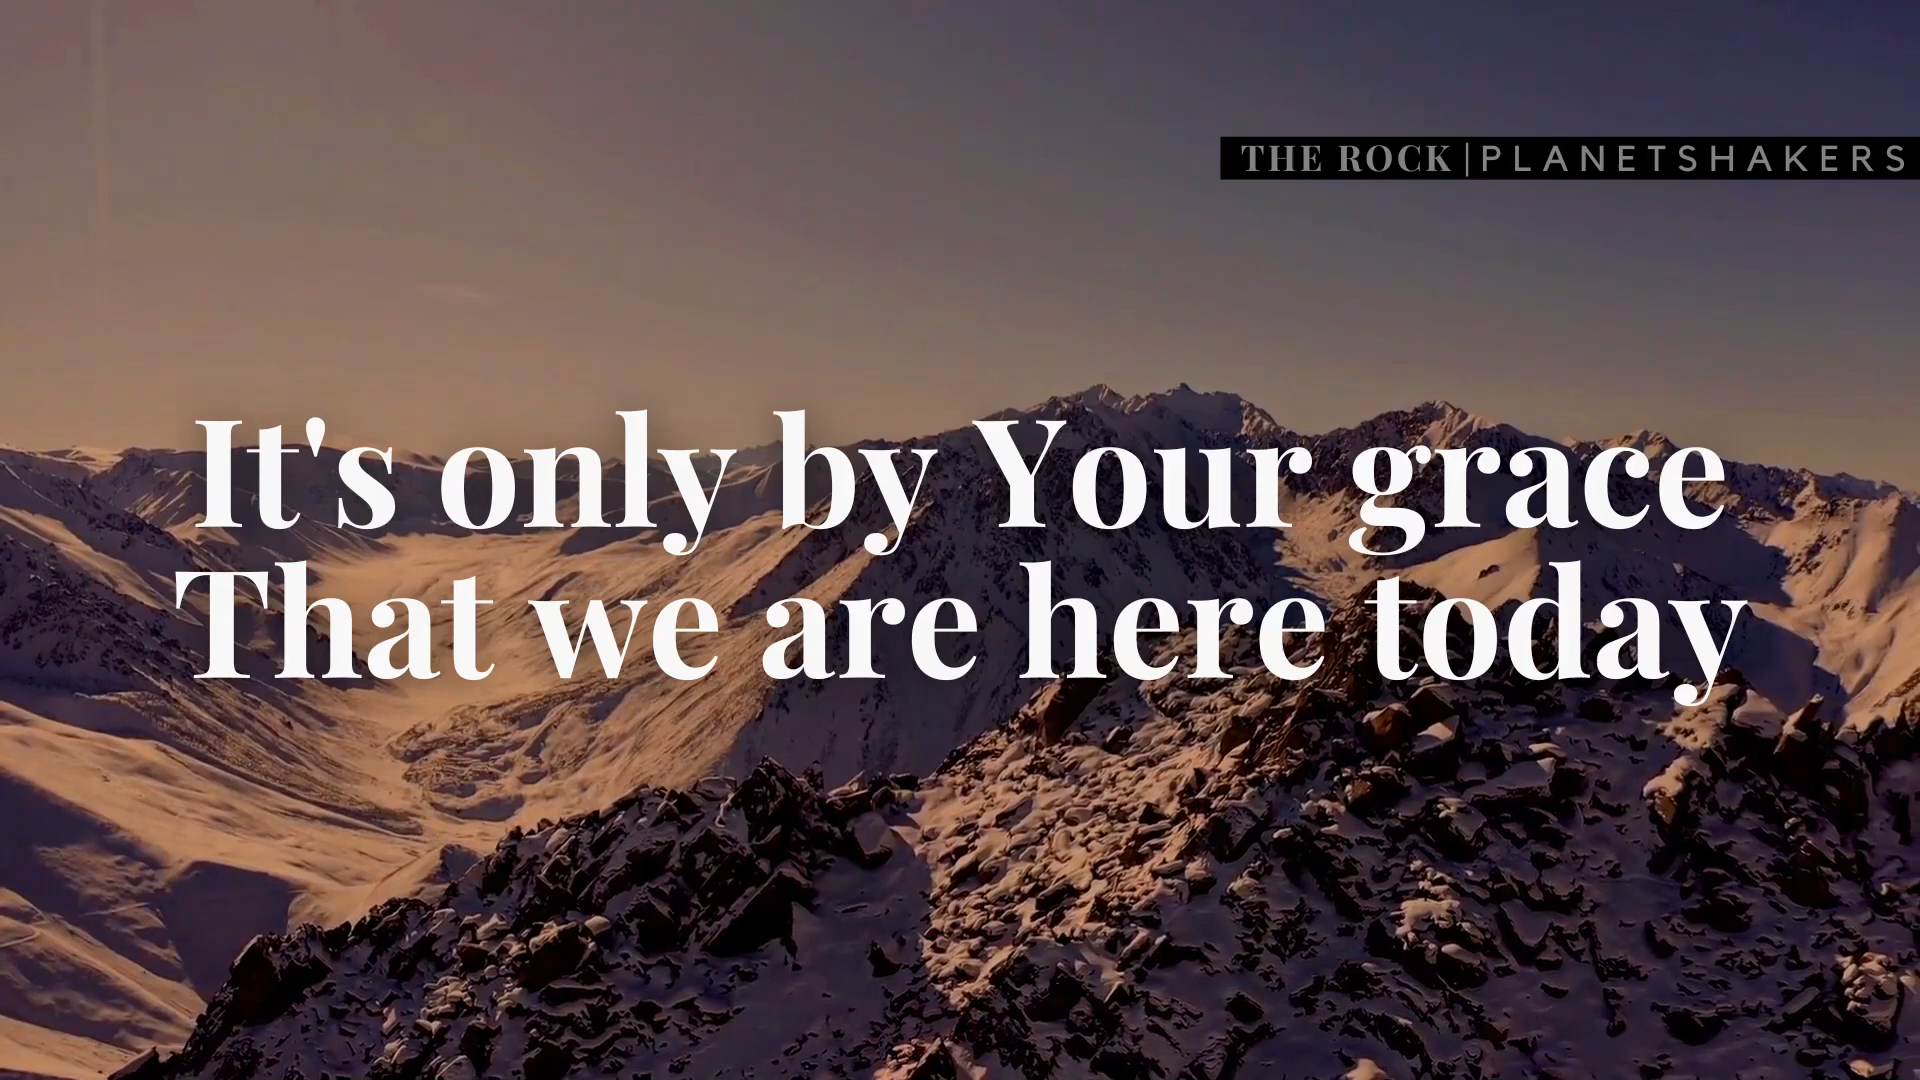 THE ROCK | PLANETSHAKERS
It's only by Your grace
That we are here today